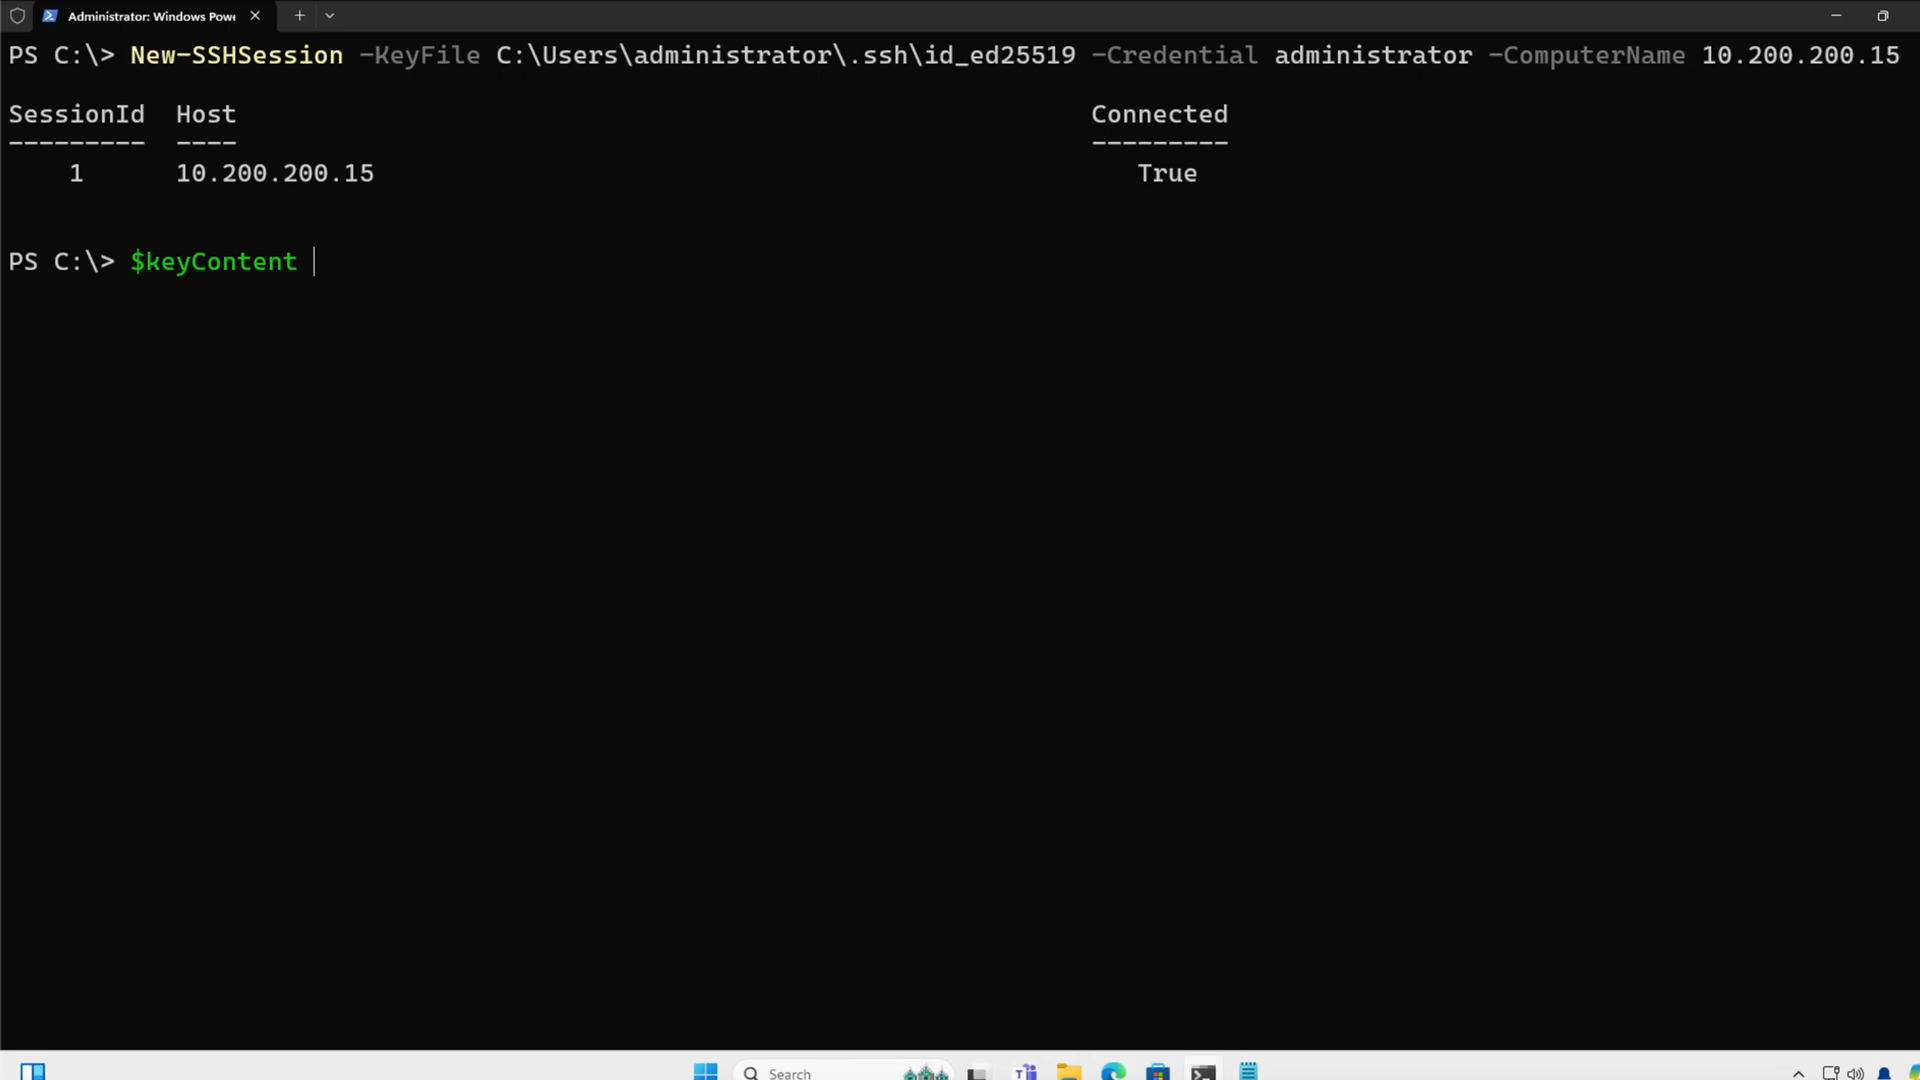 Administrator: Windows Powe
PS C:\> New-SSHSession -KeyFile C:\Users\administrator\.ssh\id_ed25519 -Credential administrator -ComputerName 10.200.200.15
SessionId Host Connected
--------- ---- ---------
1 10.200.200.15 True
PS C:\> $keyContent
Search